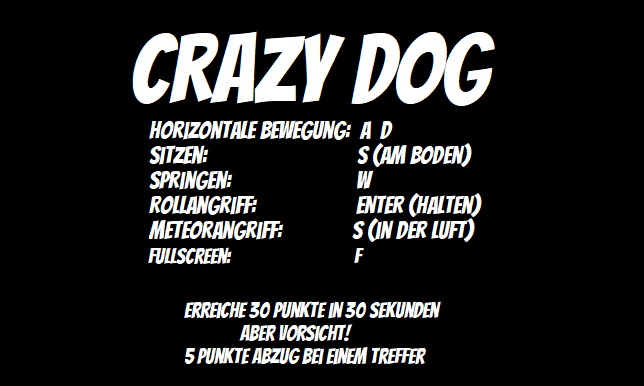 CRAZY DOG
HORIZONTALE BEWEGUNG: A D
SITZEN: S (AM BODEN)
SPRINGEN: W
ROLLANGRIFF: ENTER (HALTEN)
METEORANGRIFF: S (IN DER LUFT)
FULLSCREEN: F
ERREICHE 30 PUNKTE IN 30 SEKUNDEN
ABER VORSICHT!
5 PUNKTE ABZUG BEI EINEM TREFFER